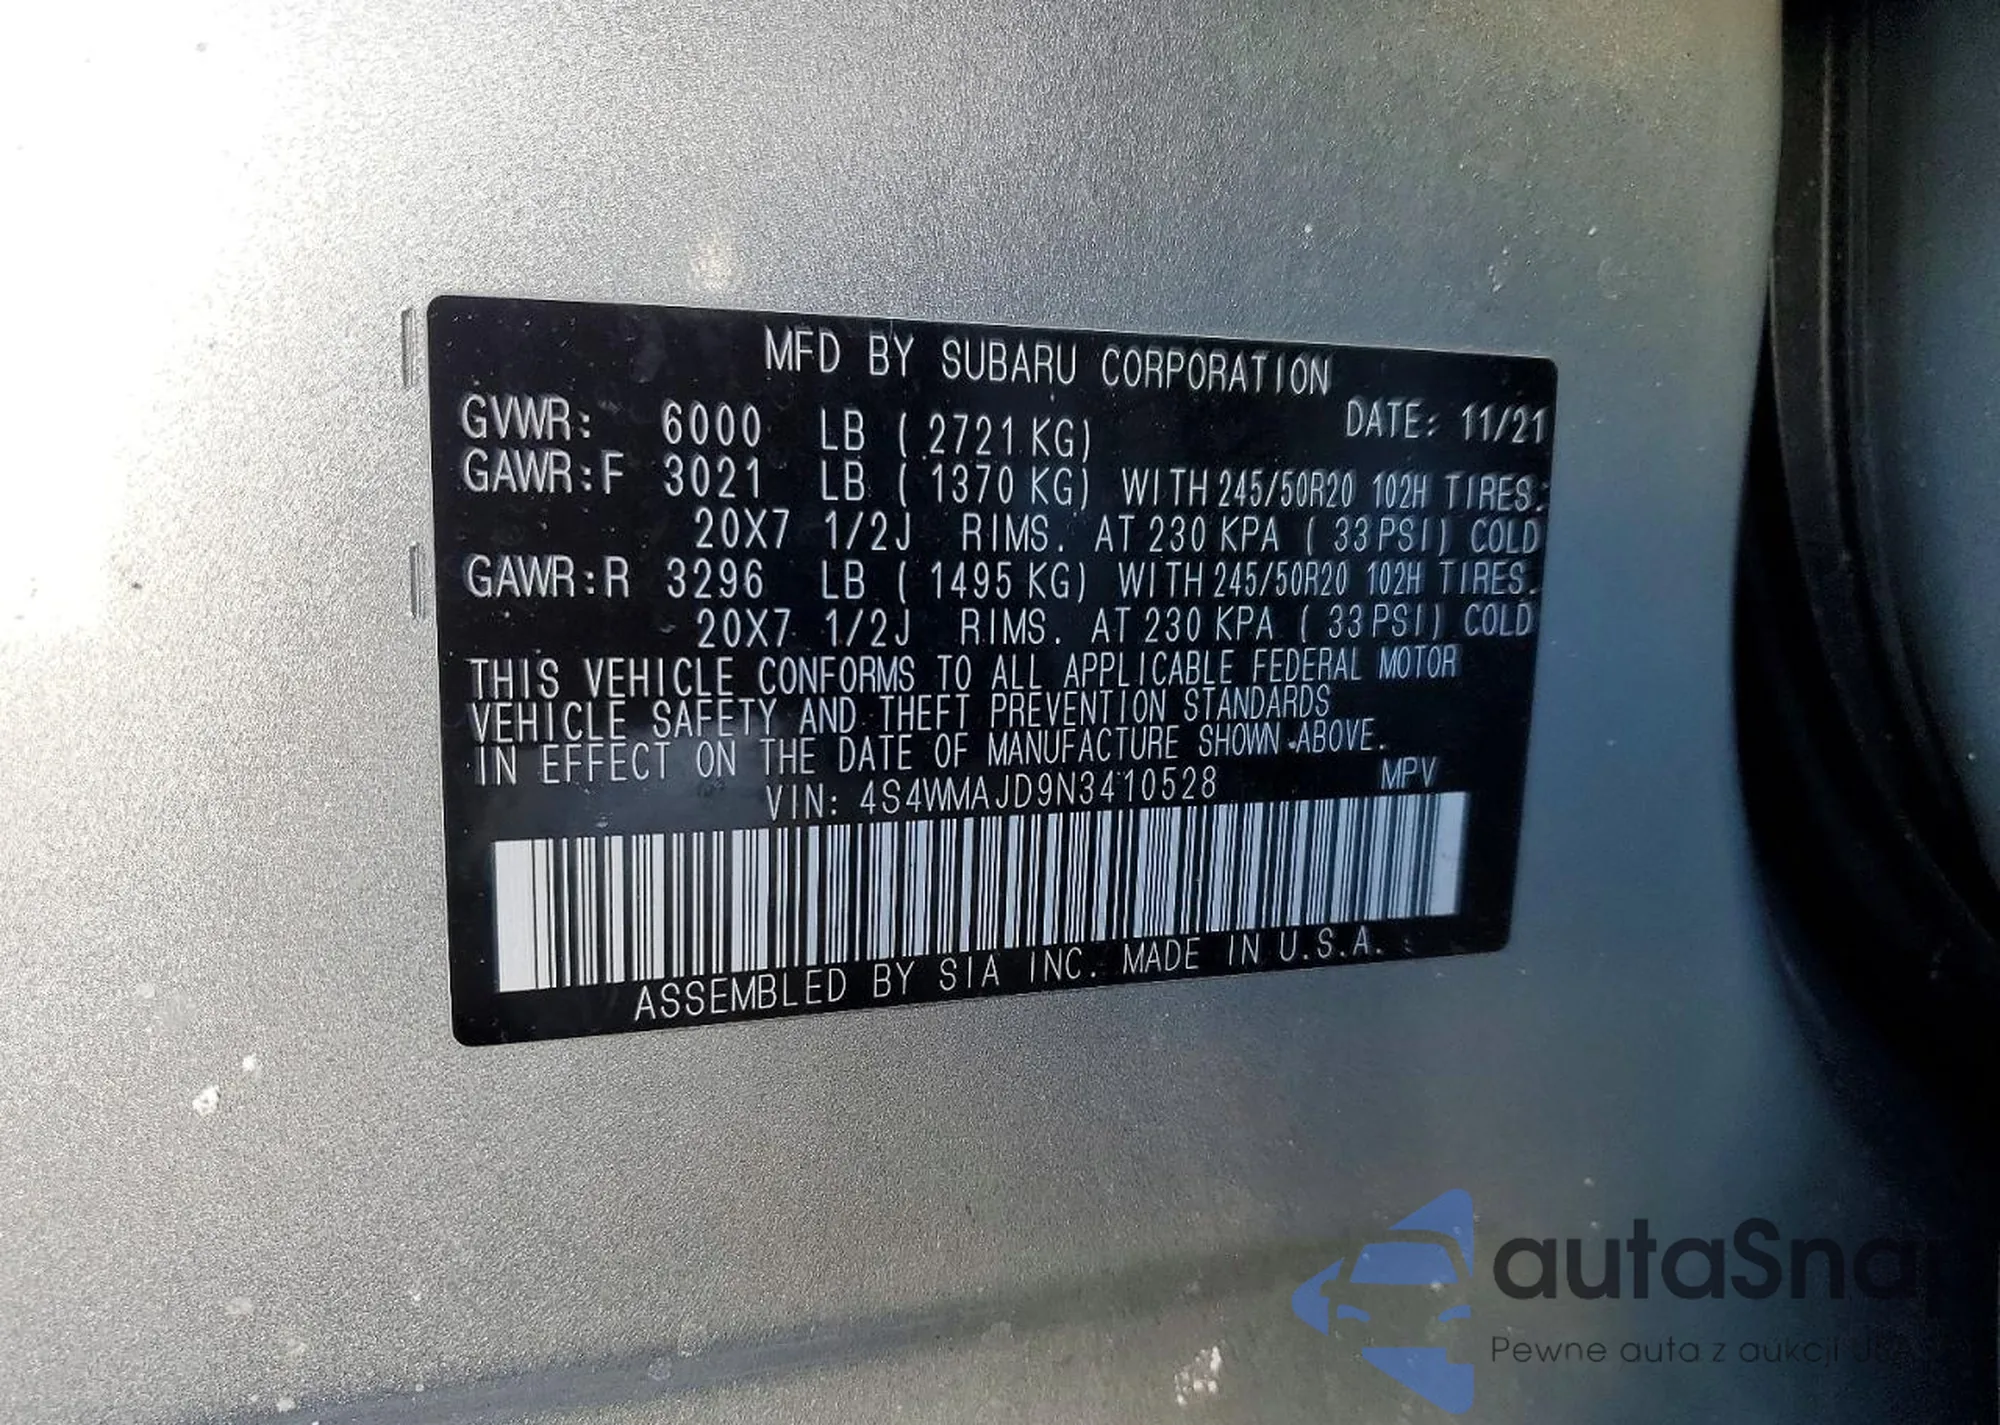 MFD BY SUBARU CORPORATION
GVWR: 6000 LB ( 2721 KG) DATE: 11/21
GAWR:F 3021 LB ( 1370 KG) WITH 245/50R20 102H TIRES.
20X7 1/2J RIMS. AT 230 KPA ( 33 PSI) COLD
GAWR:R 3296 LB ( 1495 KG) WITH 245/50R20 102H TIRES.
20X7 1/2J RIMS. AT 230 KPA ( 33 PSI) COLD
THIS VEHICLE CONFORMS TO ALL APPLICABLE FEDERAL MOTOR
VEHICLE SAFETY AND THEFT PREVENTION STANDARDS
IN EFFECT ON THE DATE OF MANUFACTURE SHOWN ABOVE.
VIN: 4S4WMAJD9N3410528 MPV
ASSEMBLED BY SIA INC. MADE IN U.S.A.
autaSna
Pewne auta z aukcji